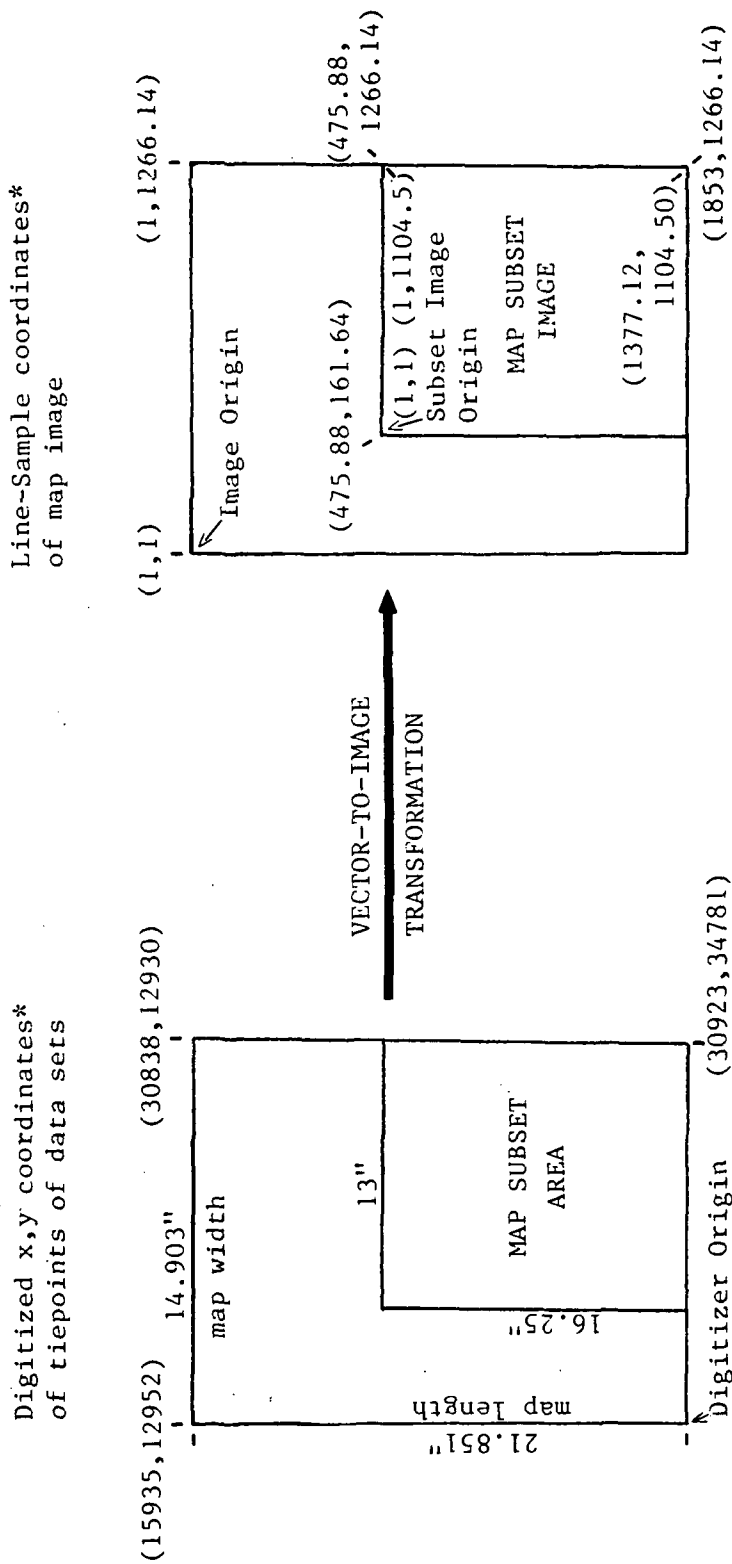 Digitized x,y coordinates*
of tiepoints of data sets
(15935,12952)
14.903"
(30838,12930)
map width
13"
MAP SUBSET
AREA
16.25"
map length
21.851"
Digitizer Origin
(30923,34781)
VECTOR-TO-IMAGE
TRANSFORMATION
Line-Sample coordinates*
of map image
(1,1)
(1,1266.14)
Image Origin
(475.88,161.64)
(475.88,
1266.14)
(1,1) (1,1104.5)
Subset Image
Origin
MAP SUBSET
IMAGE
(1377.12,
1104.50)
(1853,1266.14)